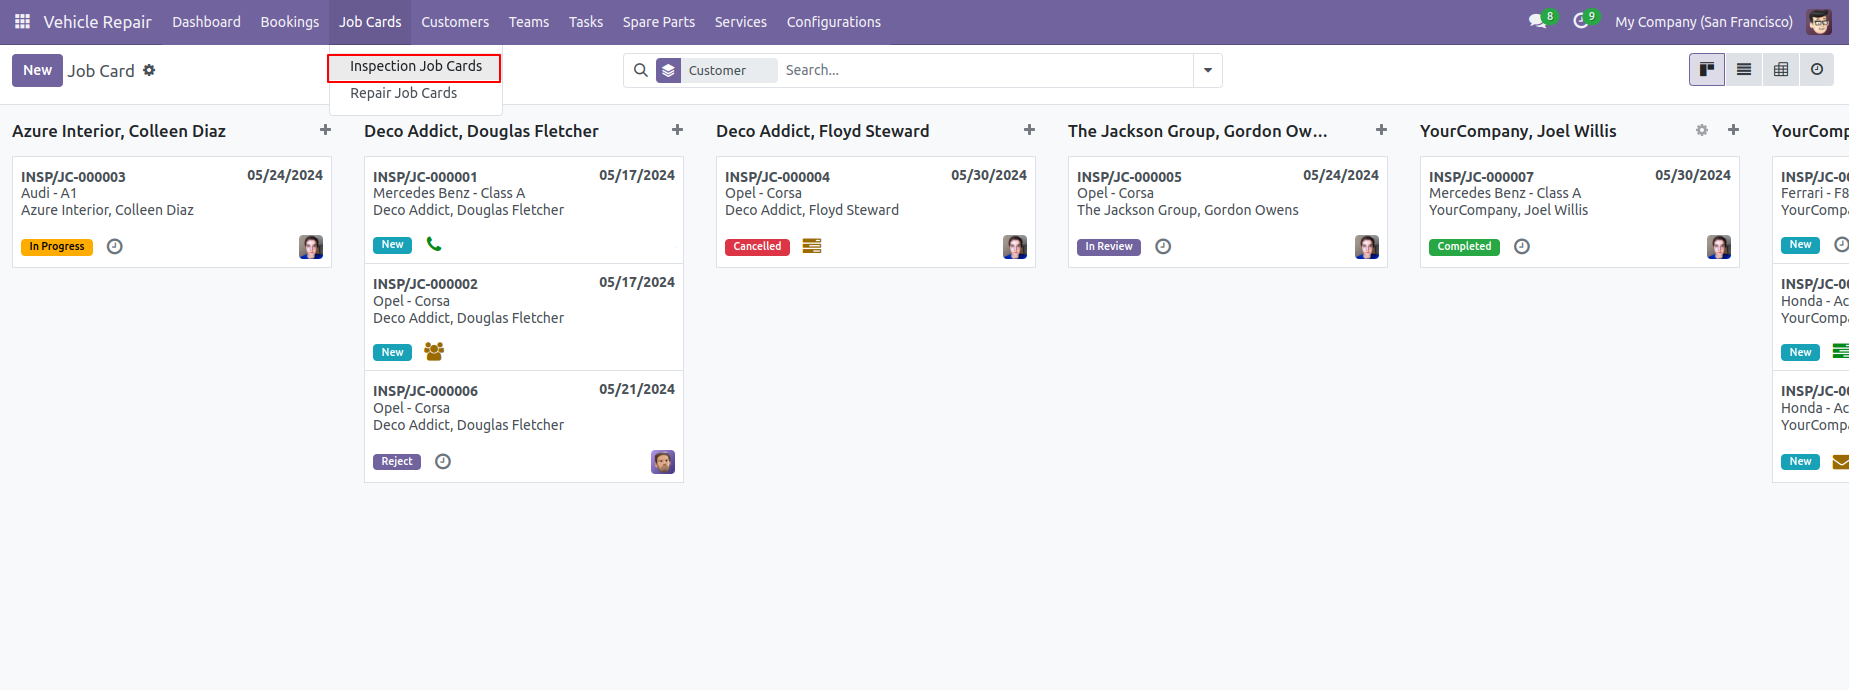 Vehicle Repair Dashboard Bookings Job Cards Customers Teams Tasks Spare Parts Services Configurations 8 9 My Company (San Francisco)
New Job Card
Inspection Job Cards
Repair Job Cards
Customer Search...
Azure Interior, Colleen Diaz
INSP/JC-000003 05/24/2024
Audi - A1
Azure Interior, Colleen Diaz
In Progress
Deco Addict, Douglas Fletcher
INSP/JC-000001 05/17/2024
Mercedes Benz - Class A
Deco Addict, Douglas Fletcher
New
INSP/JC-000002 05/17/2024
Opel - Corsa
Deco Addict, Douglas Fletcher
New
INSP/JC-000006 05/21/2024
Opel - Corsa
Deco Addict, Douglas Fletcher
Reject
Deco Addict, Floyd Steward
INSP/JC-000004 05/30/2024
Opel - Corsa
Deco Addict, Floyd Steward
Cancelled
The Jackson Group, Gordon Ow...
INSP/JC-000005 05/24/2024
Opel - Corsa
The Jackson Group, Gordon Owens
In Review
YourCompany, Joel Willis
INSP/JC-000007 05/30/2024
Mercedes Benz - Class A
YourCompany, Joel Willis
Completed
YourComp
INSP/JC-00
Ferrari - F8
YourCompa
New
INSP/JC-00
Honda - Ac
YourCompa
New
INSP/JC-00
Honda - Ac
YourCompa
New